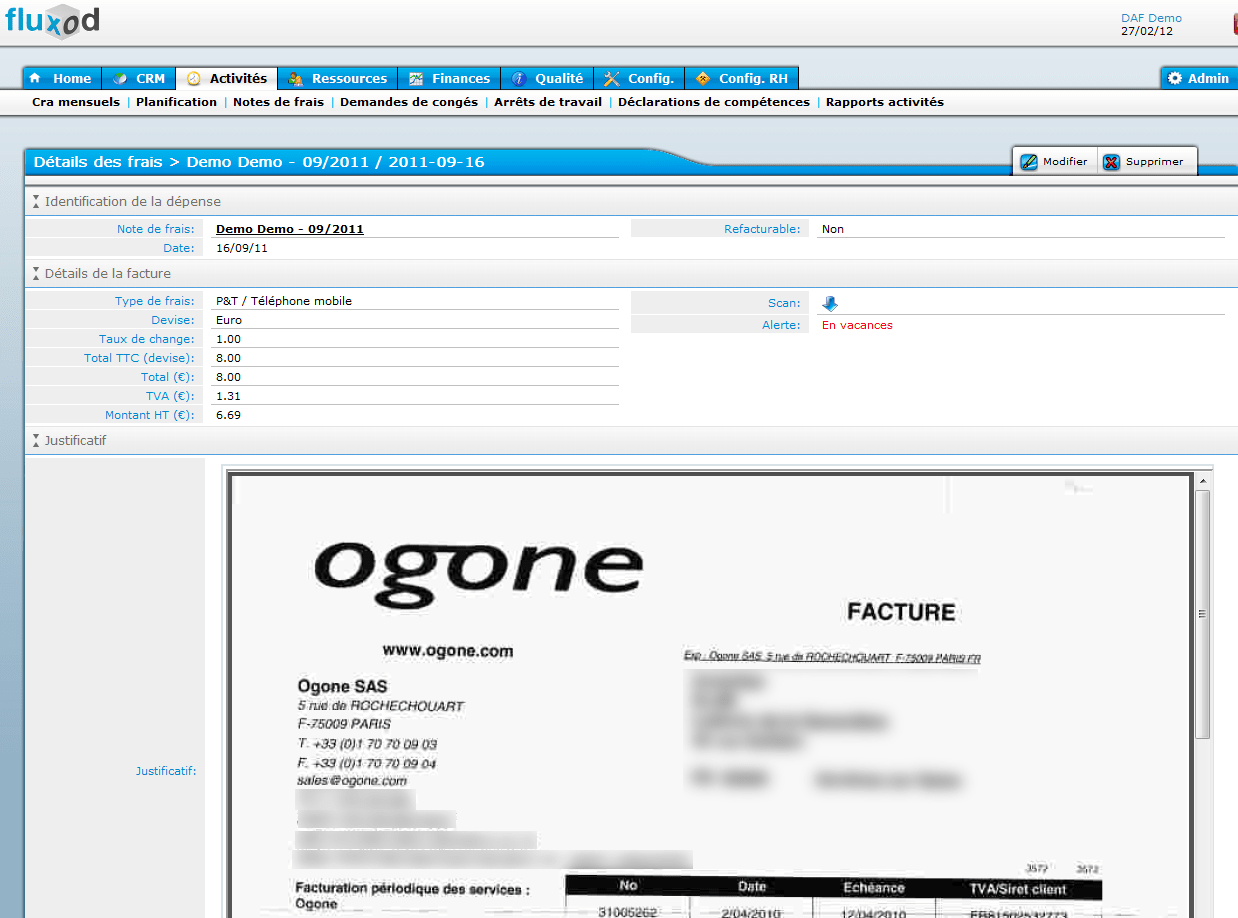 fluxod
DAF Demo
27/02/12
Home CRM Activités Ressources Finances Qualité Config. Config. RH Admin
Cra mensuels | Planification | Notes de frais | Demandes de congés | Arrêts de travail | Déclarations de compétences | Rapports activités
Détails des frais > Demo Demo - 09/2011 / 2011-09-16
Modifier Supprimer
Identification de la dépense
Note de frais: Demo Demo - 09/2011 Refacturable: Non
Date: 16/09/11
Détails de la facture
Type de frais: P&T / Téléphone mobile Scan:
Devise: Euro Alerte: En vacances
Taux de change: 1.00
Total TTC (devise): 8.00
Total (€): 8.00
TVA (€): 1.31
Montant HT (€): 6.69
Justificatif
Justificatif:
ogone
FACTURE
www.ogone.com
Exp : Ogone SAS 5 rue de ROCHECHOUART F-75009 PARIS FR
Ogone SAS
5 rue de ROCHECHOUART
F-75009 PARIS
T. +33 (0)1 70 70 09 03
F. +33 (0)1 70 70 09 04
sales@ogone.com
3572 3572
Facturation périodique des services :
Ogone
No Date Echéance TVA/Siret client
31005262 2/04/2010 12/04/2010